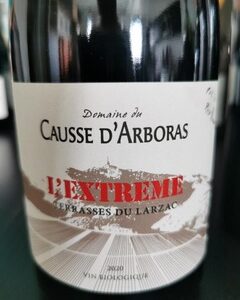 Domaine du
CAUSSE D'ARBORAS
L'EXTREME
TERRASSES DU LARZAC
2020
VIN BIOLOGIQUE